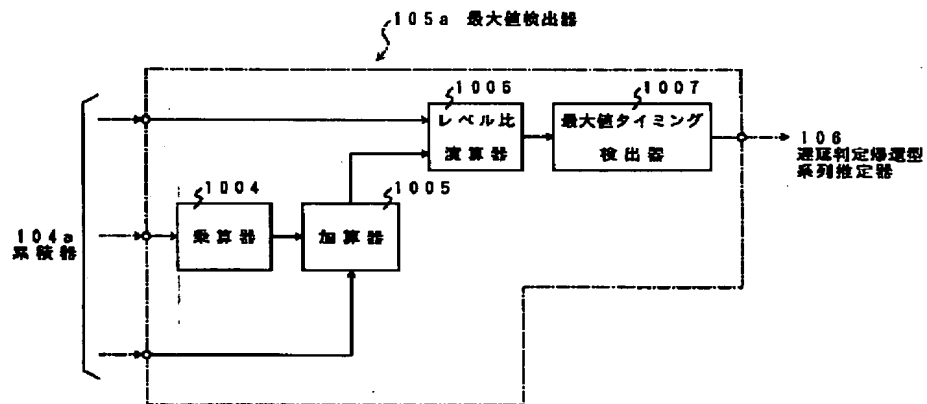 105a 最大値検出器
1006
レベル比
演算器
1007
最大値タイミング
検出器
106
遅延判定帰還型
系列推定器
1004
乗算器
1005
加算器
104a
累積器